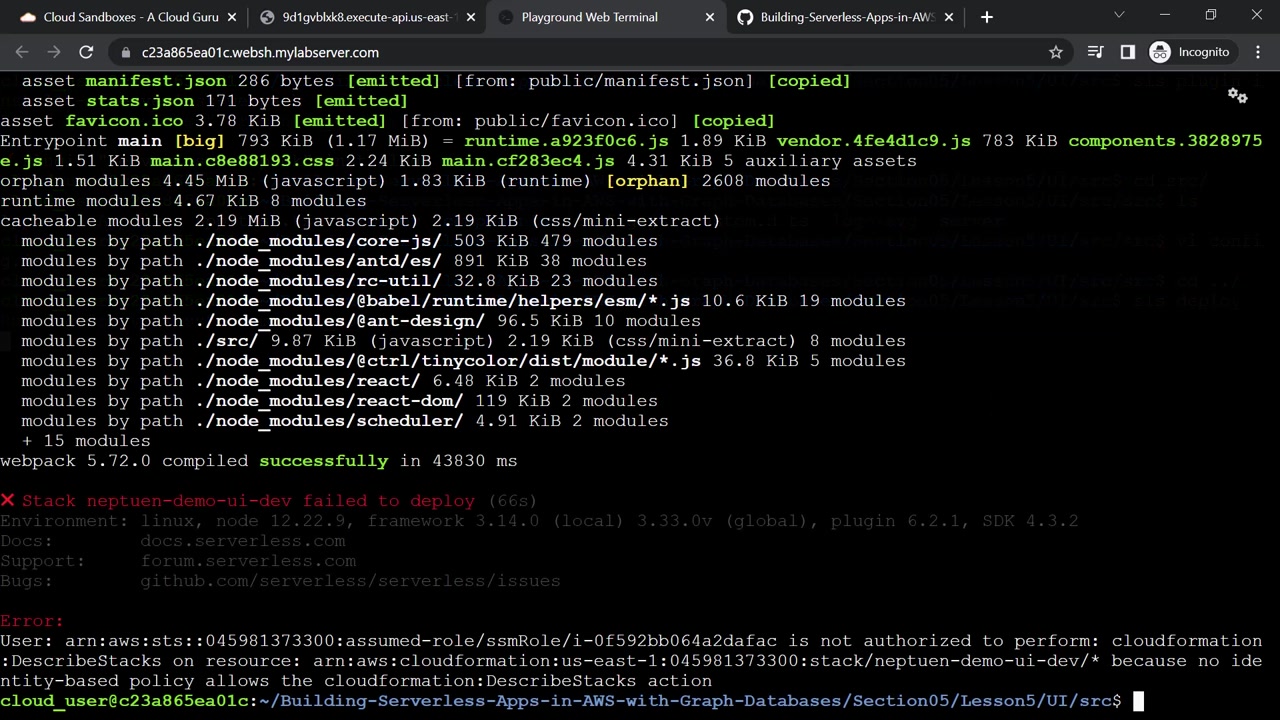 Cloud Sandboxes - A Cloud Guru
9d1gvblxk8.execute-api.us-east-1
Playground Web Terminal
Building-Serverless-Apps-in-AWS
c23a865ea01c.websh.mylabserver.com
Incognito
asset manifest.json 286 bytes [emitted] [from: public/manifest.json] [copied]
asset stats.json 171 bytes [emitted]
asset favicon.ico 3.78 KiB [emitted] [from: public/favicon.ico] [copied]
Entrypoint main [big] 793 KiB (1.17 MiB) = runtime.a923f0c6.js 1.89 KiB vendor.4fe4d1c9.js 783 KiB components.3828975
e.js 1.51 KiB main.c8e88193.css 2.24 KiB main.cf283ec4.js 4.31 KiB 5 auxiliary assets
orphan modules 4.45 MiB (javascript) 1.83 KiB (runtime) [orphan] 2608 modules
runtime modules 4.67 KiB 8 modules
cacheable modules 2.19 MiB (javascript) 2.19 KiB (css/mini-extract)
modules by path ./node_modules/core-js/ 503 KiB 479 modules
modules by path ./node_modules/antd/es/ 891 KiB 38 modules
modules by path ./node_modules/rc-util/ 32.8 KiB 23 modules
modules by path ./node_modules/@babel/runtime/helpers/esm/*.js 10.6 KiB 19 modules
modules by path ./node_modules/@ant-design/ 96.5 KiB 10 modules
modules by path ./src/ 9.87 KiB (javascript) 2.19 KiB (css/mini-extract) 8 modules
modules by path ./node_modules/@ctrl/tinycolor/dist/module/*.js 36.8 KiB 5 modules
modules by path ./node_modules/react/ 6.48 KiB 2 modules
modules by path ./node_modules/react-dom/ 119 KiB 2 modules
modules by path ./node_modules/scheduler/ 4.91 KiB 2 modules
+ 15 modules
webpack 5.72.0 compiled successfully in 43830 ms
✖ Stack neptuen-demo-ui-dev failed to deploy (66s)
Environment: linux, node 12.22.9, framework 3.14.0 (local) 3.33.0v (global), plugin 6.2.1, SDK 4.3.2
Docs: docs.serverless.com
Support: forum.serverless.com
Bugs: github.com/serverless/serverless/issues
Error:
User: arn:aws:sts::045981373300:assumed-role/ssmRole/i-0f592bb064a2dafac is not authorized to perform: cloudformation
:DescribeStacks on resource: arn:aws:cloudformation:us-east-1:045981373300:stack/neptuen-demo-ui-dev/* because no ide
ntity-based policy allows the cloudformation:DescribeStacks action
cloud_user@c23a865ea01c:~/Building-Serverless-Apps-in-AWS-with-Graph-Databases/Section05/Lesson5/UI/src$